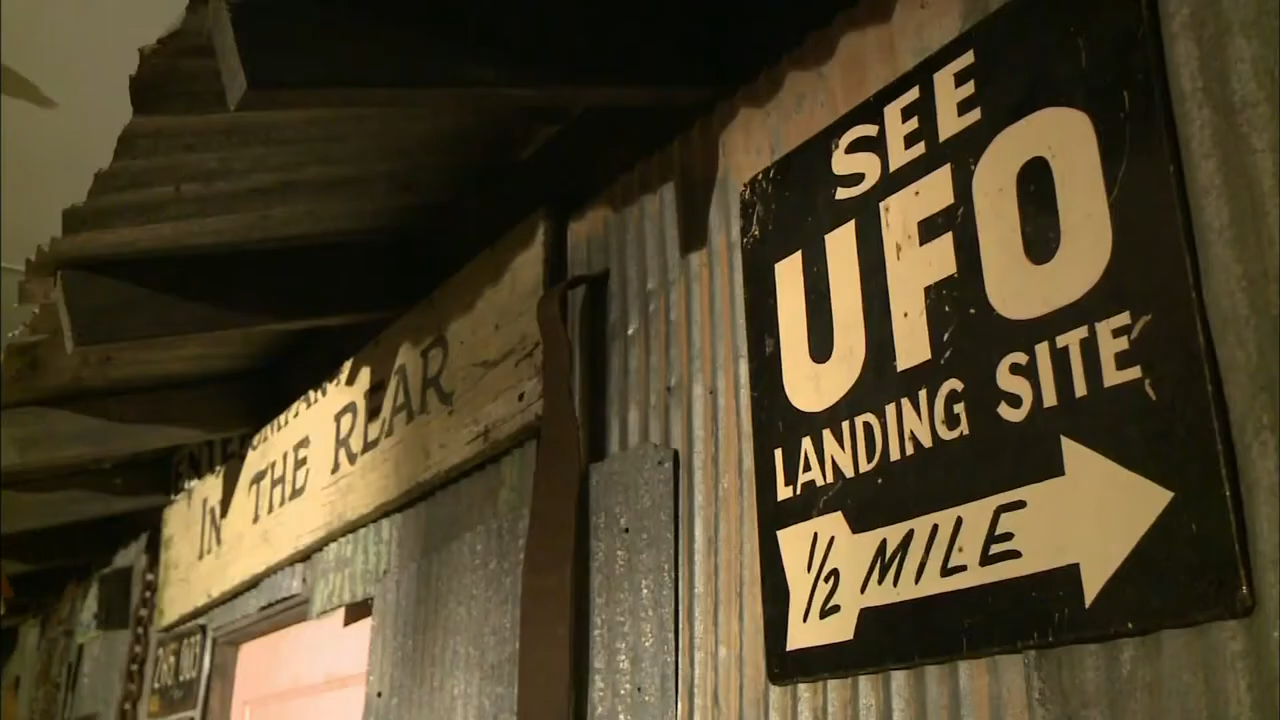 IN THE REAR
SEE
UFO
LANDING SITE
1/2 MILE